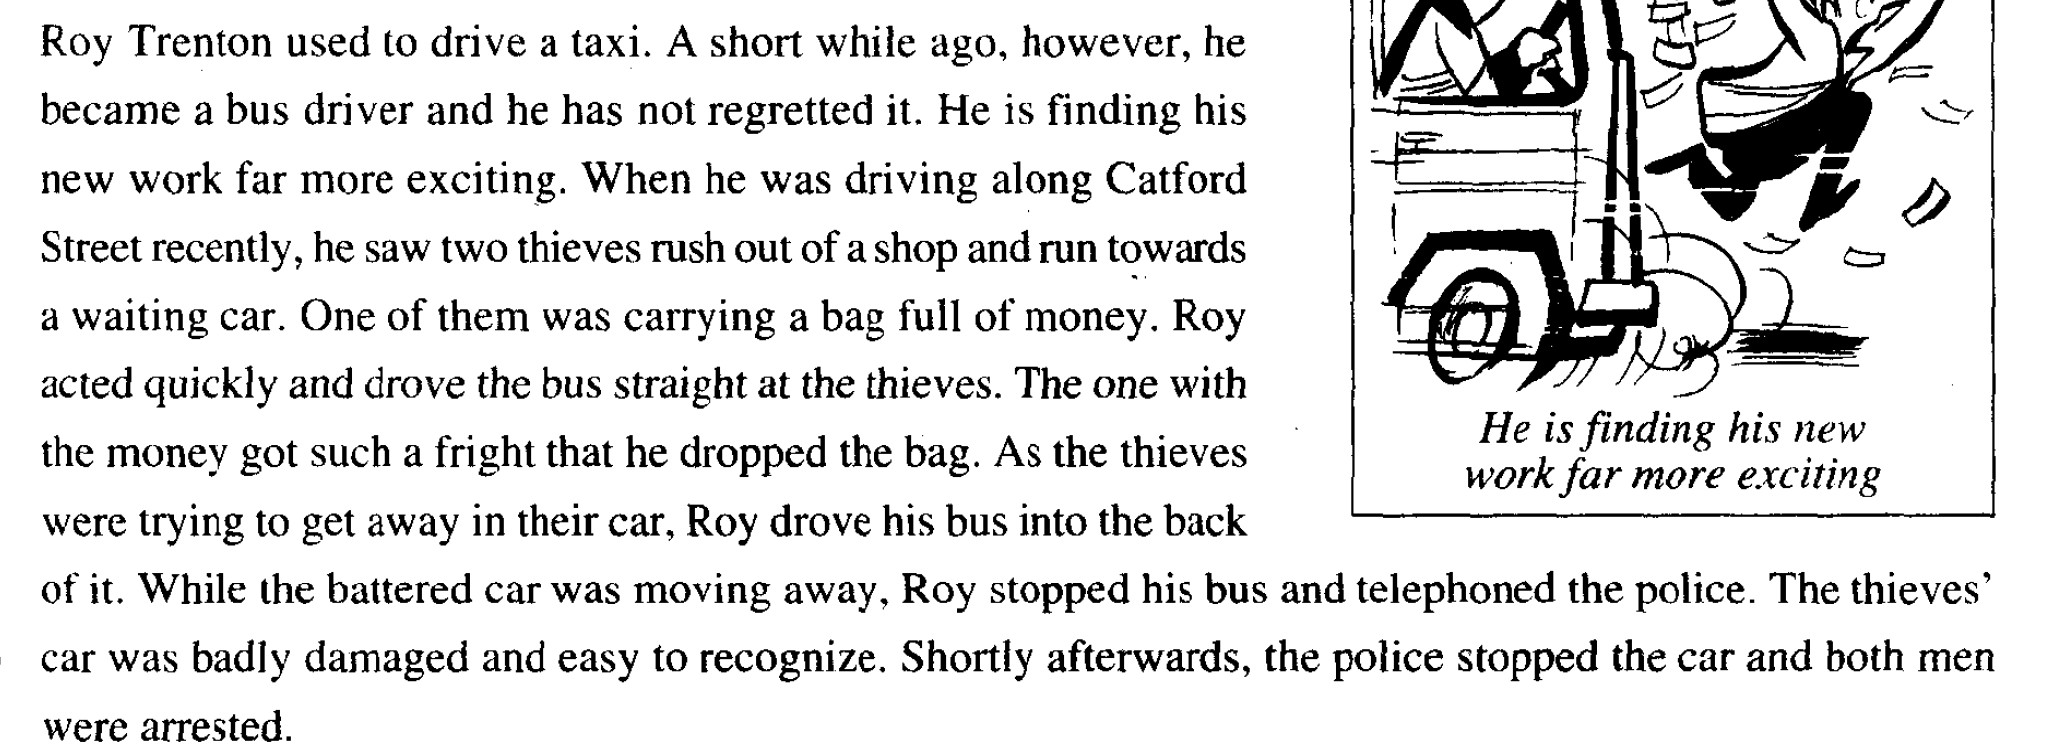 Roy Trenton used to drive a taxi. A short while ago, however, he
became a bus driver and he has not regretted it. He is finding his
new work far more exciting. When he was driving along Catford
Street recently, he saw two thieves rush out of a shop and run towards
a waiting car. One of them was carrying a bag full of money. Roy
acted quickly and drove the bus straight at the thieves. The one with
the money got such a fright that he dropped the bag. As the thieves
were trying to get away in their car, Roy drove his bus into the back
of it. While the battered car was moving away, Roy stopped his bus and telephoned the police. The thieves'
car was badly damaged and easy to recognize. Shortly afterwards, the police stopped the car and both men
were arrested.
He is finding his new
work far more exciting